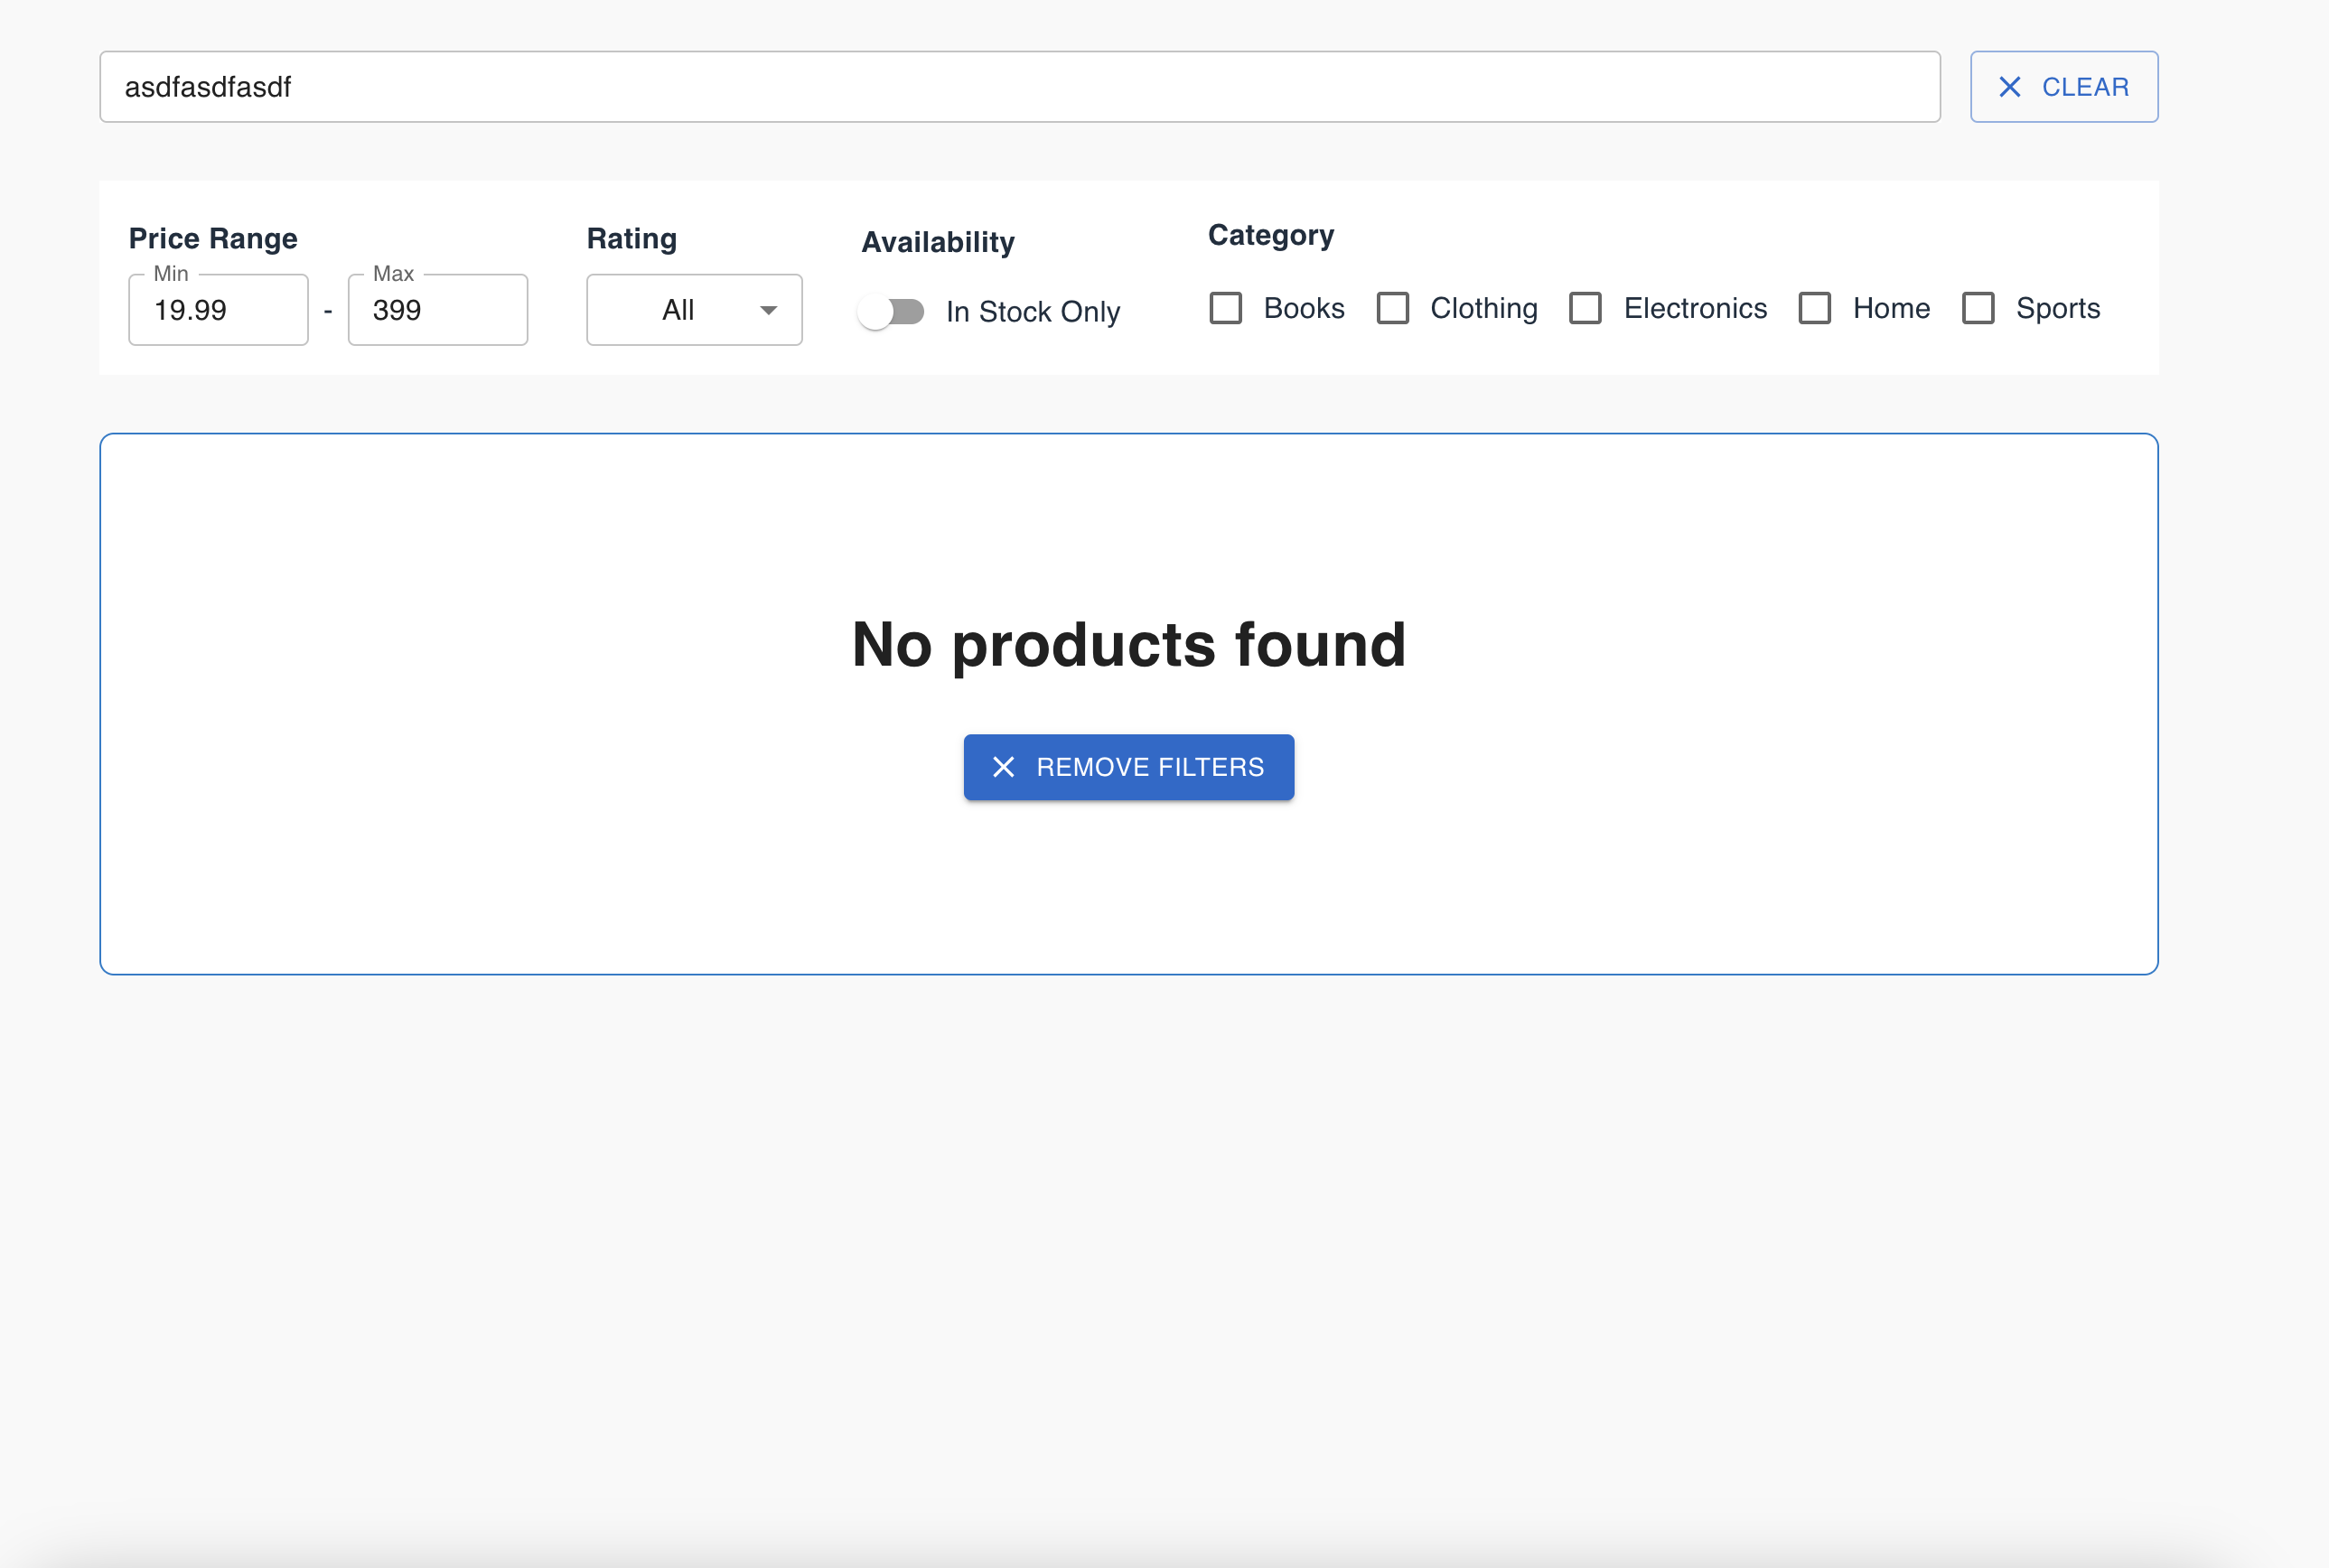 asdfasdfasdf
CLEAR
Price Range
Min
19.99
-
Max
399
Rating
All
Availability
In Stock Only
Category
Books
Clothing
Electronics
Home
Sports
No products found
REMOVE FILTERS